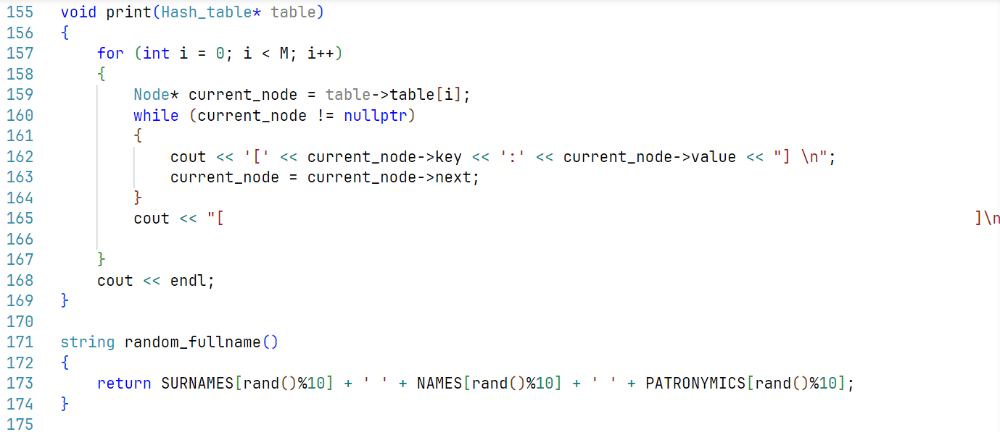 155 void print(Hash_table* table)
156 {
157     for (int i = 0; i < M; i++)
158     {
159         Node* current_node = table->table[i];
160         while (current_node != nullptr)
161         {
162             cout << '[' << current_node->key << ':' << current_node->value << "] \n";
163             current_node = current_node->next;
164         }
165         cout << "[                                                                                  ]\n
166
167     }
168     cout << endl;
169 }
170
171 string random_fullname()
172 {
173     return SURNAMES[rand()%10] + ' ' + NAMES[rand()%10] + ' ' + PATRONYMICS[rand()%10];
174 }
175